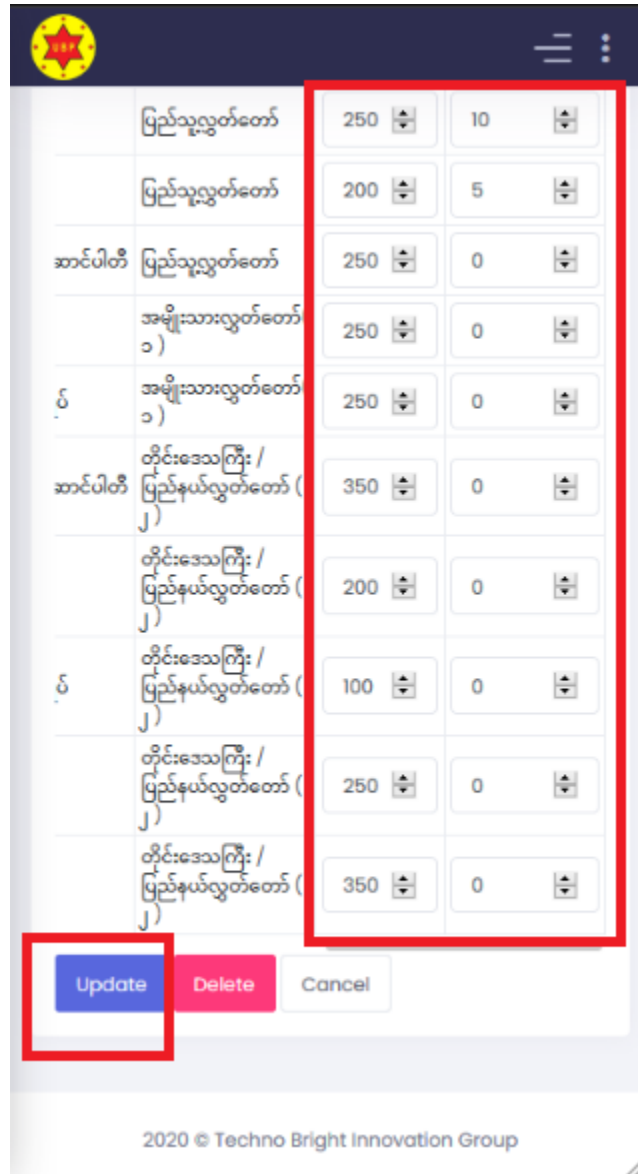 UBP
ပြည်သူ့လွှတ်တော် 250 10
ပြည်သူ့လွှတ်တော် 200 5
ဆောင်ပါတီ ပြည်သူ့လွှတ်တော် 250 0
အမျိုးသားလွှတ်တော်(
၁ ) 250 0
အမျိုးသားလွှတ်တော်(
၁ ) 250 0
တိုင်းဒေသကြီး /
ဆောင်ပါတီ ပြည်နယ်လွှတ်တော် ( 350 0
၂ )
တိုင်းဒေသကြီး /
ပြည်နယ်လွှတ်တော် ( 200 0
၂ )
တိုင်းဒေသကြီး /
ပြည်နယ်လွှတ်တော် ( 100 0
၂ )
တိုင်းဒေသကြီး /
ပြည်နယ်လွှတ်တော် ( 250 0
၂ )
တိုင်းဒေသကြီး /
ပြည်နယ်လွှတ်တော် ( 350 0
၂ )
Update Delete Cancel
2020 © Techno Bright Innovation Group